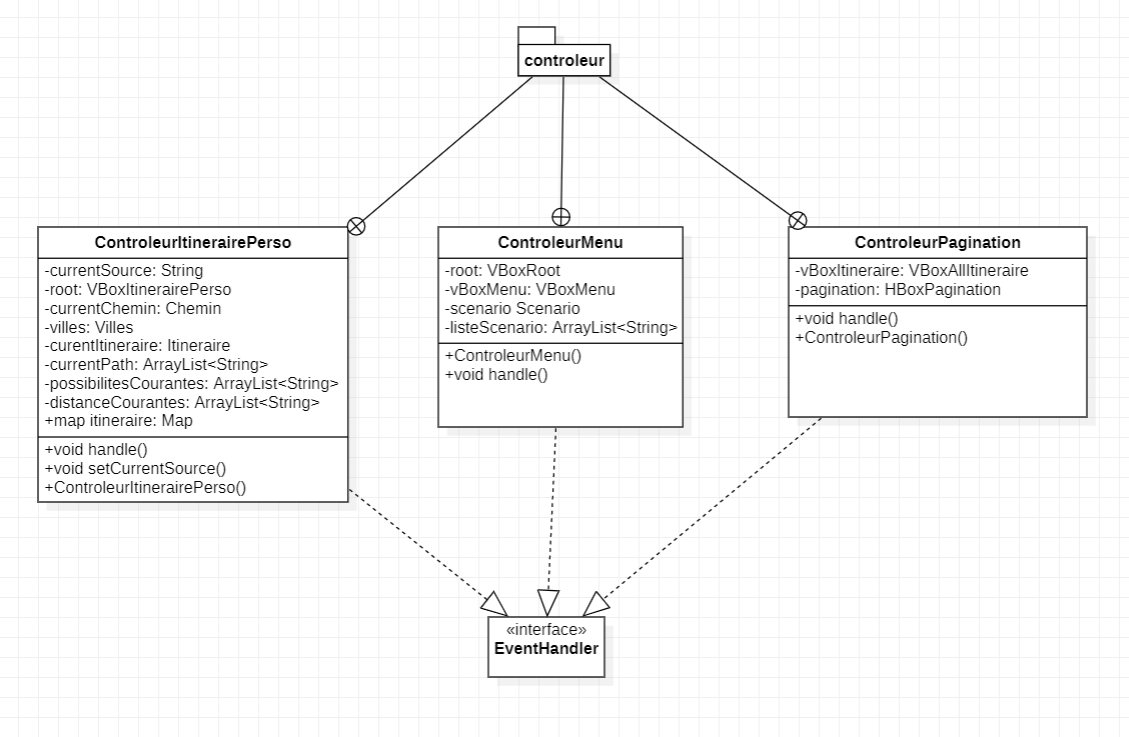 controleur
ControleurItinerairePerso
-currentSource: String
-root: VBoxItinerairePerso
-currentChemin: Chemin
-villes: Villes
-curentItineraire: Itineraire
-currentPath: ArrayList<String>
-possibilitesCourantes: ArrayList<String>
-distanceCourantes: ArrayList<String>
+map itineraire: Map
+void handle()
+void setCurrentSource()
+ControleurItinerairePerso()
ControleurMenu
-root: VBoxRoot
-vBoxMenu: VBoxMenu
-scenario Scenario
-listeScenario: ArrayList<String>
+ControleurMenu()
+void handle()
ControleurPagination
-vBoxItineraire: VBoxAllItineraire
-pagination: HBoxPagination
+void handle()
+ControleurPagination()
«interface»
EventHandler